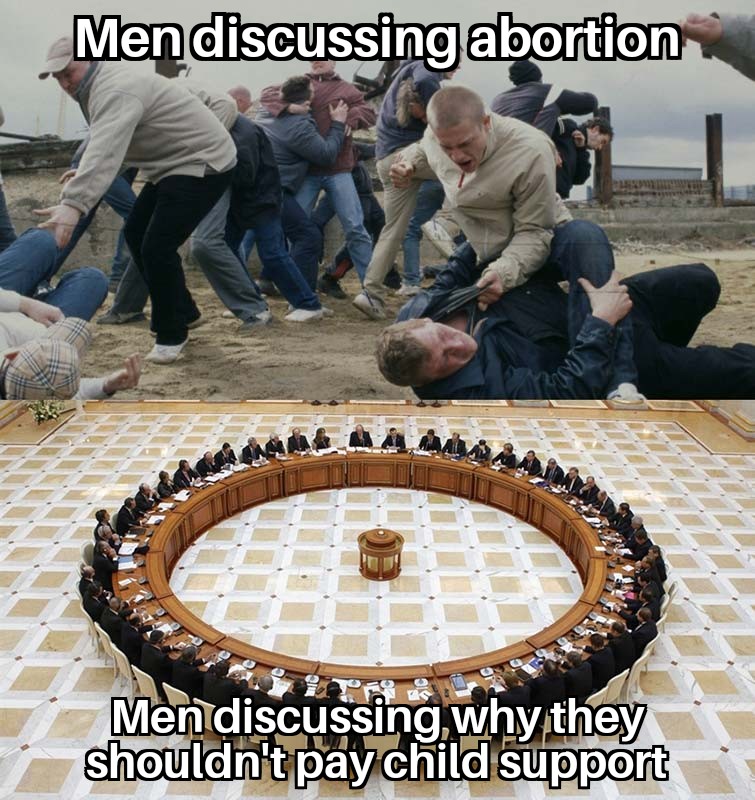 Men discussing abortion
Men discussing why they
shouldn't pay child support